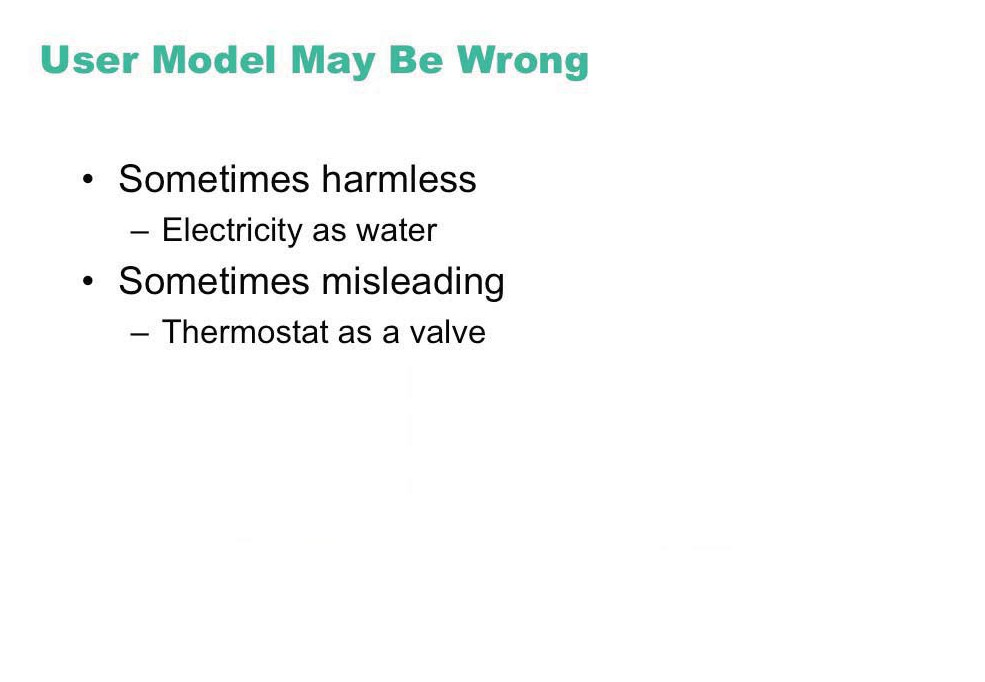 User Model May Be Wrong
• Sometimes harmless
– Electricity as water
• Sometimes misleading
– Thermostat as a valve